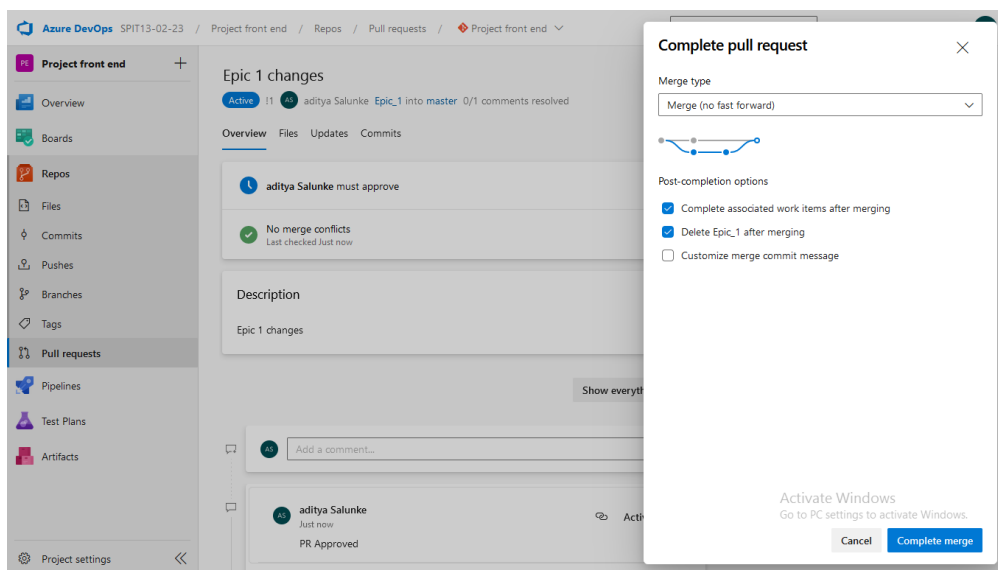 Azure DevOps SPIT13-02-23 / Project front end / Repos / Pull requests / Project front end
PE Project front end
Overview
Boards
Repos
Files
Commits
Pushes
Branches
Tags
Pull requests
Pipelines
Test Plans
Artifacts
Project settings
Epic 1 changes
Active !1 AS aditya Salunke Epic_1 into master 0/1 comments resolved
Overview Files Updates Commits
aditya Salunke must approve
No merge conflicts
Last checked Just now
Description
Epic 1 changes
Show everyth
AS Add a comment...
AS aditya Salunke
Just now
Activ
PR Approved
Complete pull request
Merge type
Merge (no fast forward)
Post-completion options
Complete associated work items after merging
Delete Epic_1 after merging
Customize merge commit message
Activate Windows
Go to PC settings to activate Windows.
Cancel Complete merge